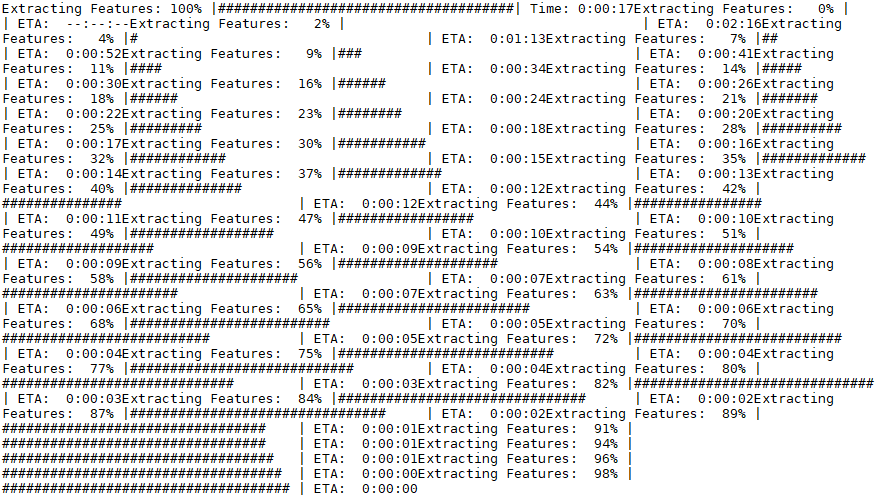 Extracting Features: 100% |#####################################| Time: 0:00:17Extracting Features:   0% |
| ETA:  --:--:--Extracting Features:   2% |                                     | ETA:  0:02:16Extracting
Features:   4% |#                                    | ETA:  0:01:13Extracting Features:   7% |##
| ETA:  0:00:52Extracting Features:   9% |###                                  | ETA:  0:00:41Extracting
Features:  11% |####                                 | ETA:  0:00:34Extracting Features:  14% |#####
| ETA:  0:00:30Extracting Features:  16% |######                               | ETA:  0:00:26Extracting
Features:  18% |######                               | ETA:  0:00:24Extracting Features:  21% |#######
| ETA:  0:00:22Extracting Features:  23% |########                             | ETA:  0:00:20Extracting
Features:  25% |#########                            | ETA:  0:00:18Extracting Features:  28% |##########
| ETA:  0:00:17Extracting Features:  30% |###########                          | ETA:  0:00:16Extracting
Features:  32% |############                         | ETA:  0:00:15Extracting Features:  35% |#############
| ETA:  0:00:14Extracting Features:  37% |#############                        | ETA:  0:00:13Extracting
Features:  40% |##############                       | ETA:  0:00:12Extracting Features:  42% |
###############                      | ETA:  0:00:12Extracting Features:  44% |################
| ETA:  0:00:11Extracting Features:  47% |#################                    | ETA:  0:00:10Extracting
Features:  49% |##################                   | ETA:  0:00:10Extracting Features:  51% |
###################                  | ETA:  0:00:09Extracting Features:  54% |####################
| ETA:  0:00:09Extracting Features:  56% |####################                 | ETA:  0:00:08Extracting
Features:  58% |#####################                | ETA:  0:00:07Extracting Features:  61% |
######################               | ETA:  0:00:07Extracting Features:  63% |#######################
| ETA:  0:00:06Extracting Features:  65% |########################             | ETA:  0:00:06Extracting
Features:  68% |#########################            | ETA:  0:00:05Extracting Features:  70% |
##########################           | ETA:  0:00:05Extracting Features:  72% |##########################
| ETA:  0:00:04Extracting Features:  75% |###########################          | ETA:  0:00:04Extracting
Features:  77% |############################         | ETA:  0:00:04Extracting Features:  80% |
#############################        | ETA:  0:00:03Extracting Features:  82% |##############################
| ETA:  0:00:03Extracting Features:  84% |###############################      | ETA:  0:00:02Extracting
Features:  87% |################################     | ETA:  0:00:02Extracting Features:  89% |
#################################    | ETA:  0:00:01Extracting Features:  91% |
#################################    | ETA:  0:00:01Extracting Features:  94% |
##################################   | ETA:  0:00:01Extracting Features:  96% |
###################################  | ETA:  0:00:00Extracting Features:  98% |
#################################### | ETA:  0:00:00